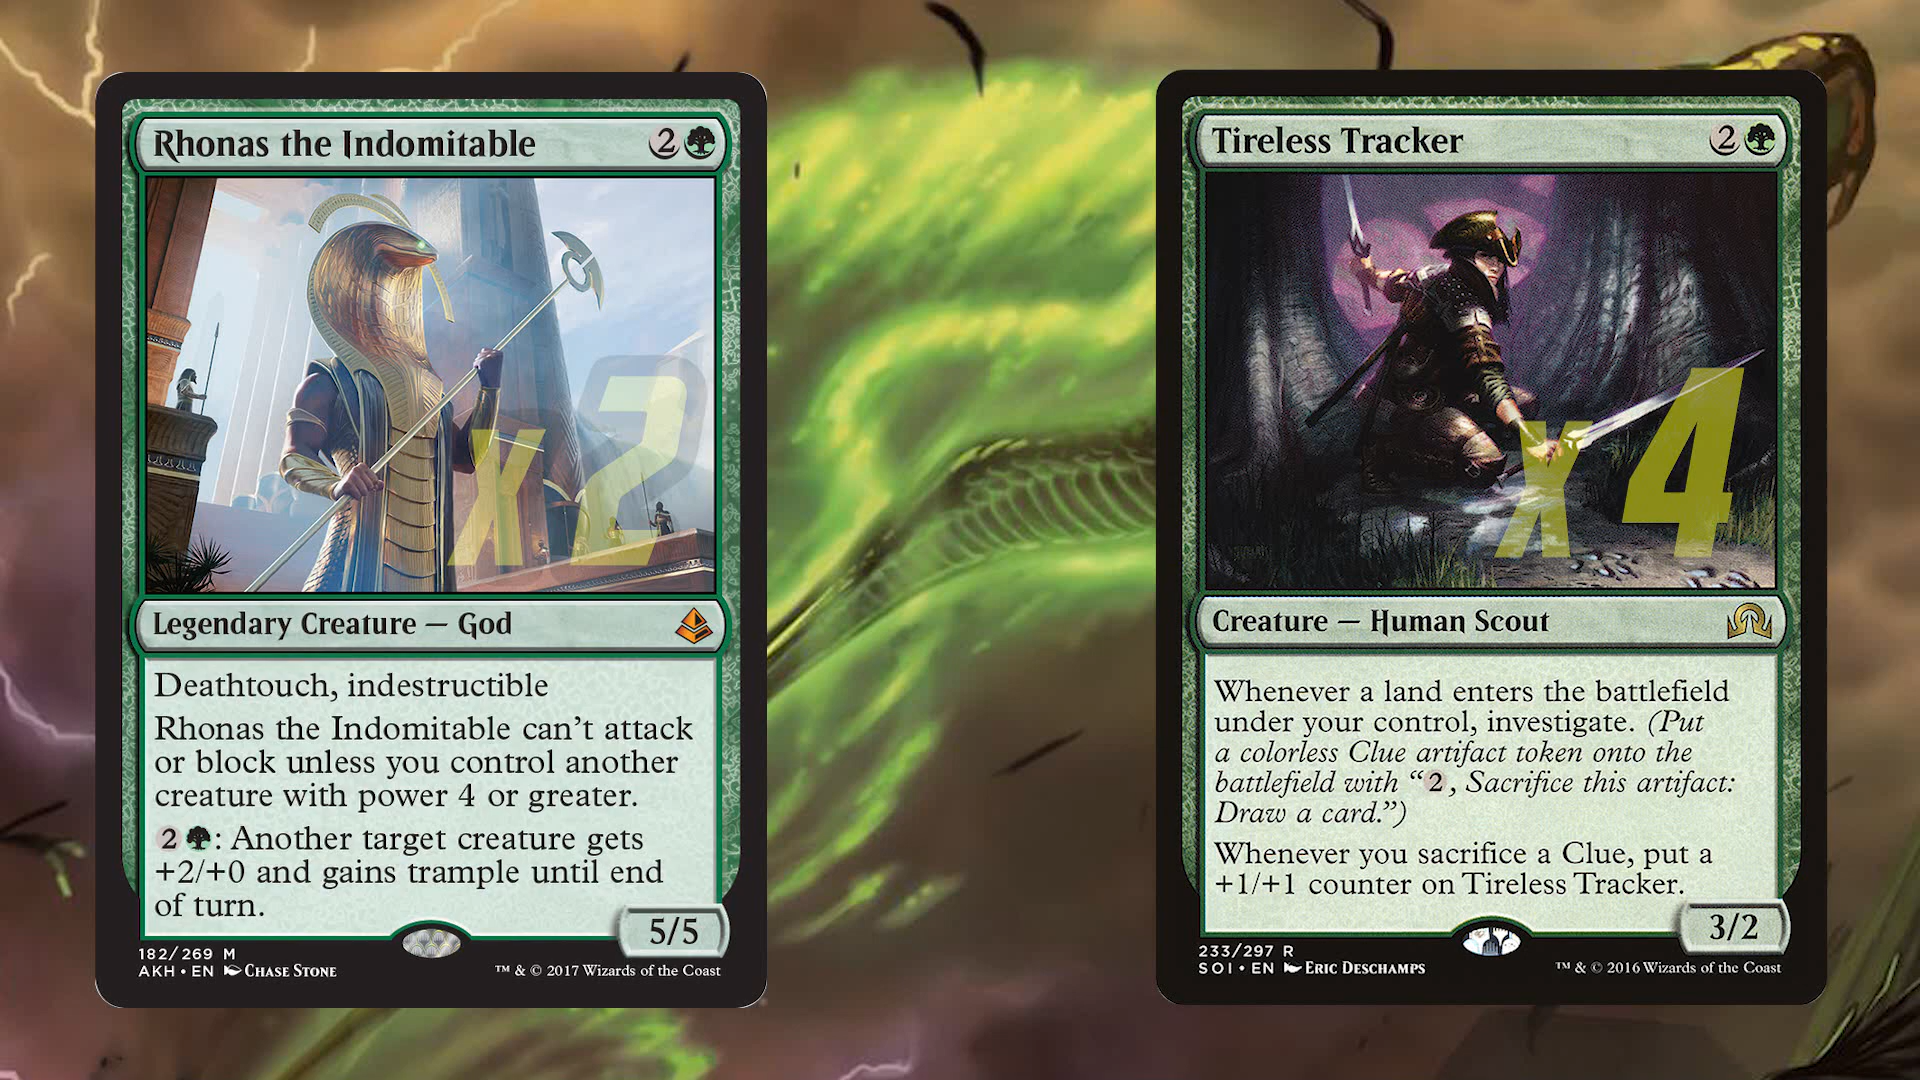 Rhonas the Indomitable 2
x2
Legendary Creature — God
Deathtouch, indestructible
Rhonas the Indomitable can't attack
or block unless you control another
creature with power 4 or greater.
2 : Another target creature gets
+2/+0 and gains trample until end
of turn.
5/5
182/269 M
AKH • EN Chase Stone
™ & © 2017 Wizards of the Coast
Tireless Tracker 2
x4
Creature — Human Scout
Whenever a land enters the battlefield
under your control, investigate. (Put
a colorless Clue artifact token onto the
battlefield with “2, Sacrifice this artifact:
Draw a card.”)
Whenever you sacrifice a Clue, put a
+1/+1 counter on Tireless Tracker.
3/2
233/297 R
SOI • EN Eric Deschamps
™ & © 2016 Wizards of the Coast